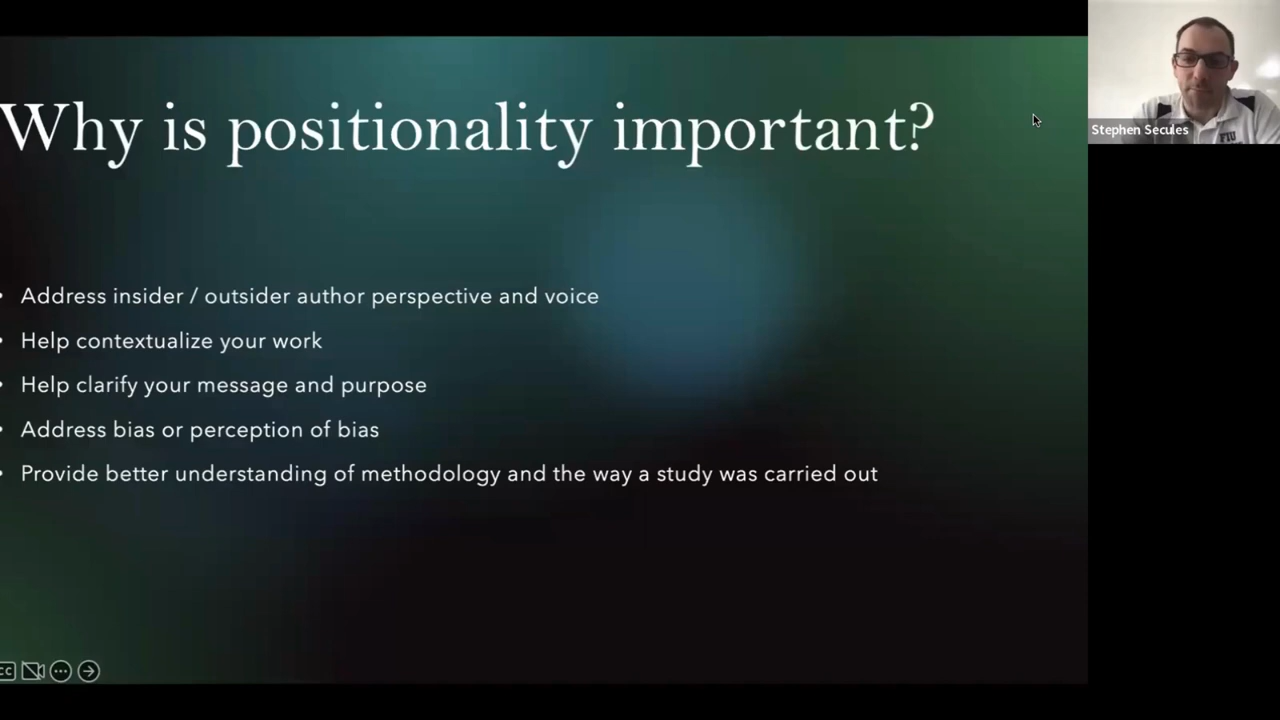 Why is positionality important?
Stephen Secules
FIU
• Address insider / outsider author perspective and voice
• Help contextualize your work
• Help clarify your message and purpose
• Address bias or perception of bias
• Provide better understanding of methodology and the way a study was carried out
CC